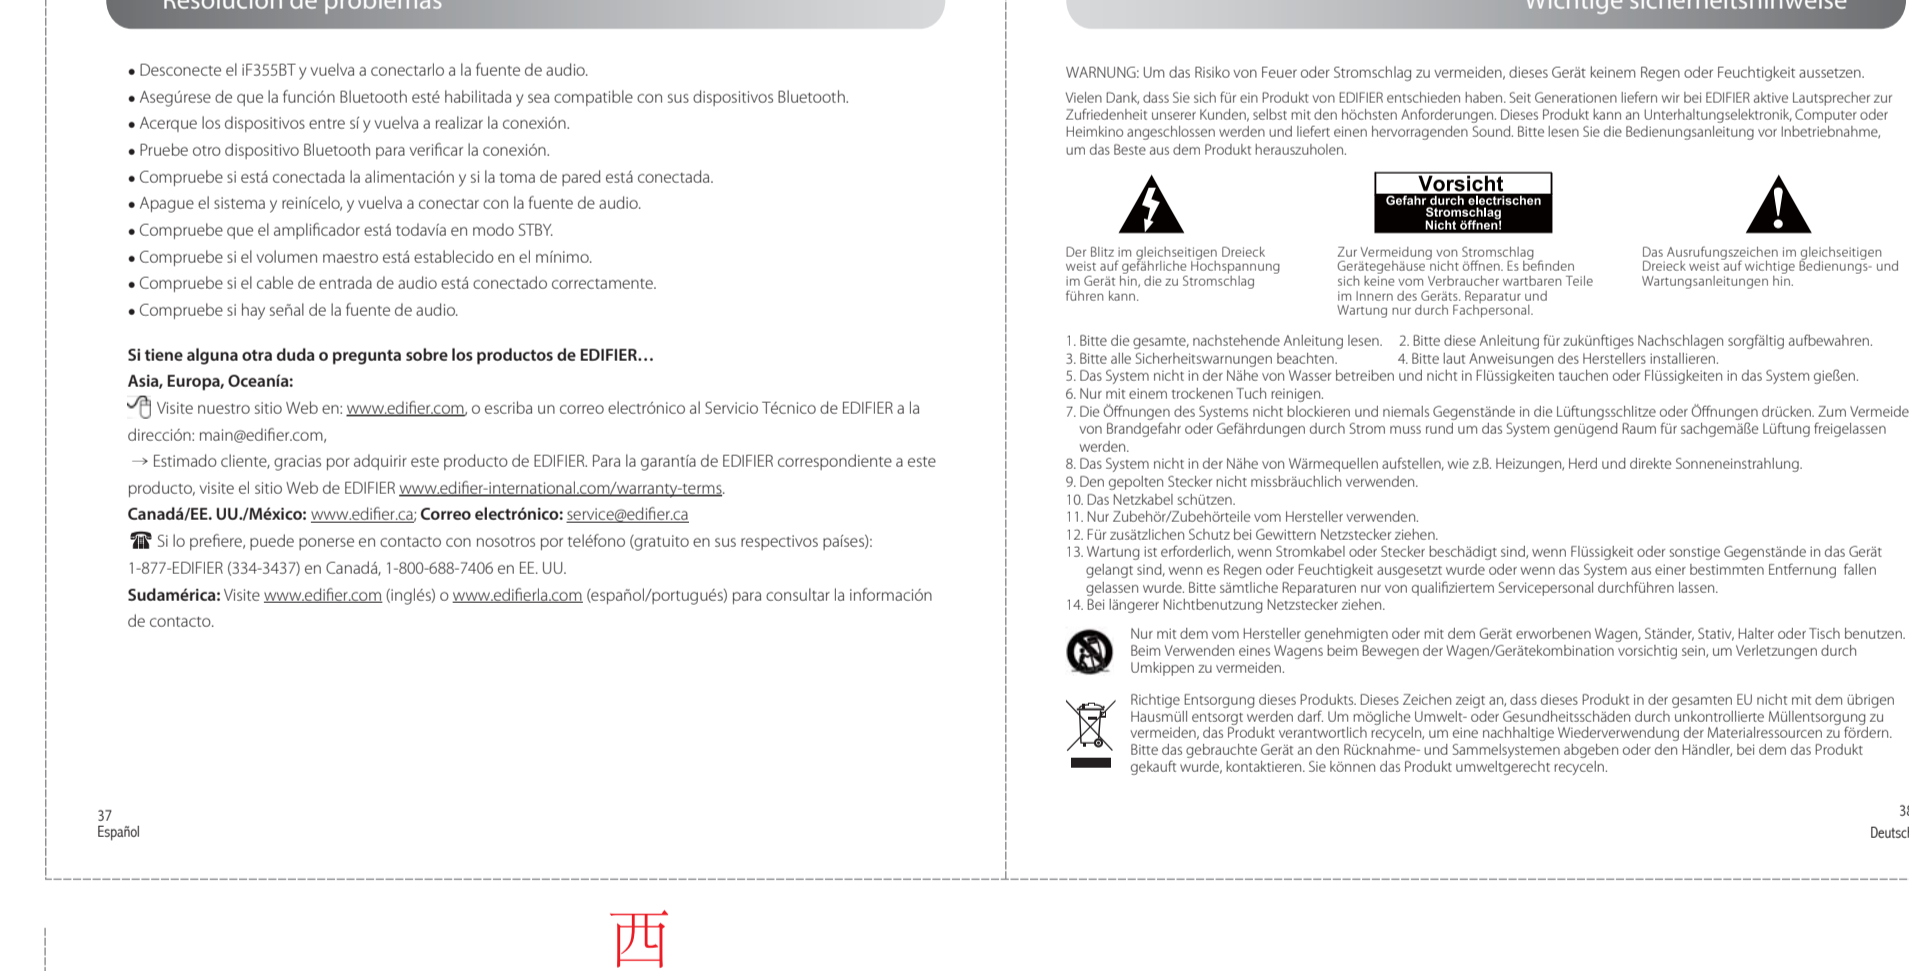 Resolución de problemas
• Desconecte el iF355BT y vuelva a conectarlo a la fuente de audio.
• Asegúrese de que la función Bluetooth esté habilitada y sea compatible con sus dispositivos Bluetooth.
• Acerque los dispositivos entre sí y vuelva a realizar la conexión.
• Pruebe otro dispositivo Bluetooth para verificar la conexión.
• Compruebe si está conectada la alimentación y si la toma de pared está conectada.
• Apague el sistema y reinícelo, y vuelva a conectar con la fuente de audio.
• Compruebe que el amplificador está todavía en modo STBY.
• Compruebe si el volumen maestro está establecido en el mínimo.
• Compruebe si el cable de entrada de audio está conectado correctamente.
• Compruebe si hay señal de la fuente de audio.
Si tiene alguna otra duda o pregunta sobre los productos de EDIFIER…
Asia, Europa, Oceanía:
Visite nuestro sitio Web en: www.edifier.com, o escriba un correo electrónico al Servicio Técnico de EDIFIER a la
dirección: main@edifier.com,
→ Estimado cliente, gracias por adquirir este producto de EDIFIER. Para la garantía de EDIFIER correspondiente a este
producto, visite el sitio Web de EDIFIER www.edifier-international.com/warranty-terms.
Canadá/EE. UU./México: www.edifier.ca; Correo electrónico: service@edifier.ca
Si lo prefiere, puede ponerse en contacto con nosotros por teléfono (gratuito en sus respectivos países):
1-877-EDIFIER (334-3437) en Canadá, 1-800-688-7406 en EE. UU.
Sudamérica: Visite www.edifier.com (inglés) o www.edifierla.com (español/portugués) para consultar la información
de contacto.
37
Español
Wichtige sicherheitshinweise
WARNUNG: Um das Risiko von Feuer oder Stromschlag zu vermeiden, dieses Gerät keinem Regen oder Feuchtigkeit aussetzen.
Vielen Dank, dass Sie sich für ein Produkt von EDIFIER entschieden haben. Seit Generationen liefern wir bei EDIFIER aktive Lautsprecher zur
Zufriedenheit unserer Kunden, selbst mit den höchsten Anforderungen. Dieses Produkt kann an Unterhaltungselektronik, Computer oder
Heimkino angeschlossen werden und liefert einen hervorragenden Sound. Bitte lesen Sie die Bedienungsanleitung vor Inbetriebnahme,
um das Beste aus dem Produkt herauszuholen.
Der Blitz im gleichseitigen Dreieck
weist auf gefährliche Hochspannung
im Gerät hin, die zu Stromschlag
führen kann.
Vorsicht
Gefahr durch electrischen
Stromschlag
Nicht öffnen!
Zur Vermeidung von Stromschlag
Gerätegehäuse nicht öffnen. Es befinden
sich keine vom Verbraucher wartbaren Teile
im Innern des Geräts. Reparatur und
Wartung nur durch Fachpersonal.
Das Ausrufungszeichen im gleichseitigen
Dreieck weist auf wichtige Bedienungs- und
Wartungsanleitungen hin.
1. Bitte die gesamte, nachstehende Anleitung lesen. 2. Bitte diese Anleitung für zukünftiges Nachschlagen sorgfältig aufbewahren.
3. Bitte alle Sicherheitswarnungen beachten. 4. Bitte laut Anweisungen des Herstellers installieren.
5. Das System nicht in der Nähe von Wasser betreiben und nicht in Flüssigkeiten tauchen oder Flüssigkeiten in das System gießen.
6. Nur mit einem trockenen Tuch reinigen.
7. Die Öffnungen des Systems nicht blockieren und niemals Gegenstände in die Lüftungsschlitze oder Öffnungen drücken. Zum Vermeide
von Brandgefahr oder Gefährdungen durch Strom muss rund um das System genügend Raum für sachgemäße Lüftung freigelassen
werden.
8. Das System nicht in der Nähe von Wärmequellen aufstellen, wie z.B. Heizungen, Herd und direkte Sonneneinstrahlung.
9. Den gepolten Stecker nicht missbräuchlich verwenden.
10. Das Netzkabel schützen.
11. Nur Zubehör/Zubehörteile vom Hersteller verwenden.
12. Für zusätzlichen Schutz bei Gewittern Netzstecker ziehen.
13. Wartung ist erforderlich, wenn Stromkabel oder Stecker beschädigt sind, wenn Flüssigkeit oder sonstige Gegenstände in das Gerät
gelangt sind, wenn es Regen oder Feuchtigkeit ausgesetzt wurde oder wenn das System aus einer bestimmten Entfernung fallen
gelassen wurde. Bitte sämtliche Reparaturen nur von qualifiziertem Servicepersonal durchführen lassen.
14. Bei längerer Nichtbenutzung Netzstecker ziehen.
Nur mit dem vom Hersteller genehmigten oder mit dem Gerät erworbenen Wagen, Ständer, Stativ, Halter oder Tisch benutzen.
Beim Verwenden eines Wagens beim Bewegen der Wagen/Gerätekombination vorsichtig sein, um Verletzungen durch
Umkippen zu vermeiden.
Richtige Entsorgung dieses Produkts. Dieses Zeichen zeigt an, dass dieses Produkt in der gesamten EU nicht mit dem übrigen
Hausmüll entsorgt werden darf. Um mögliche Umwelt- oder Gesundheitsschäden durch unkontrollierte Müllentsorgung zu
vermeiden, das Produkt verantwortlich recyceln, um eine nachhaltige Wiederverwendung der Materialressourcen zu fördern.
Bitte das gebrauchte Gerät an den Rücknahme- und Sammelsystemen abgeben oder den Händler, bei dem das Produkt
gekauft wurde, kontaktieren. Sie können das Produkt umweltgerecht recyceln.
38
Deutsch
西